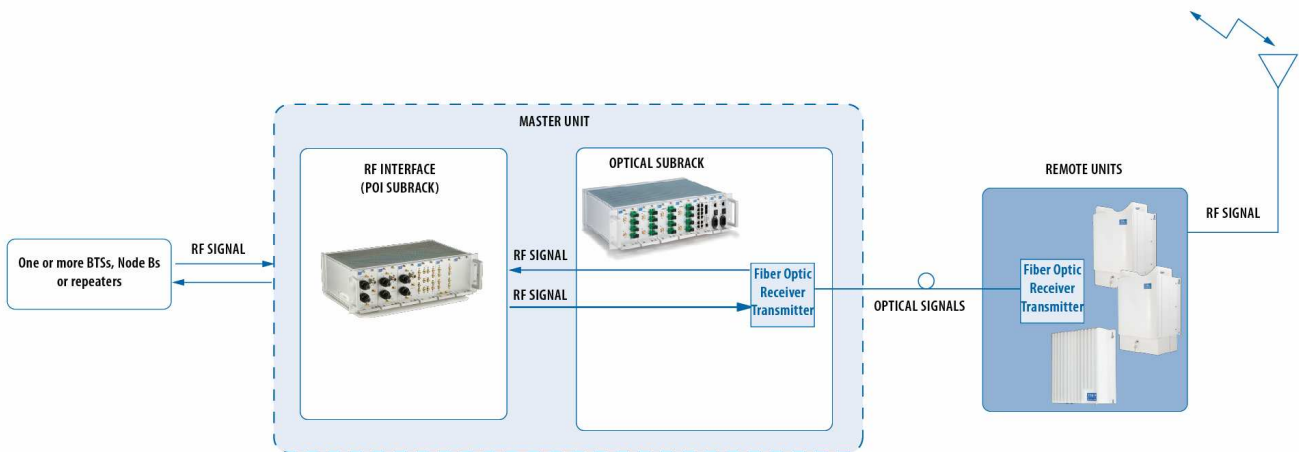 MASTER UNIT
RF INTERFACE
(POI SUBRACK)
OPTICAL SUBRACK
REMOTE UNITS
RF SIGNAL
One or more BTSs, Node Bs
or repeaters
RF SIGNAL
RF SIGNAL
RF SIGNAL
Fiber Optic
Receiver
Transmitter
OPTICAL SIGNALS
Fiber Optic
Receiver
Transmitter